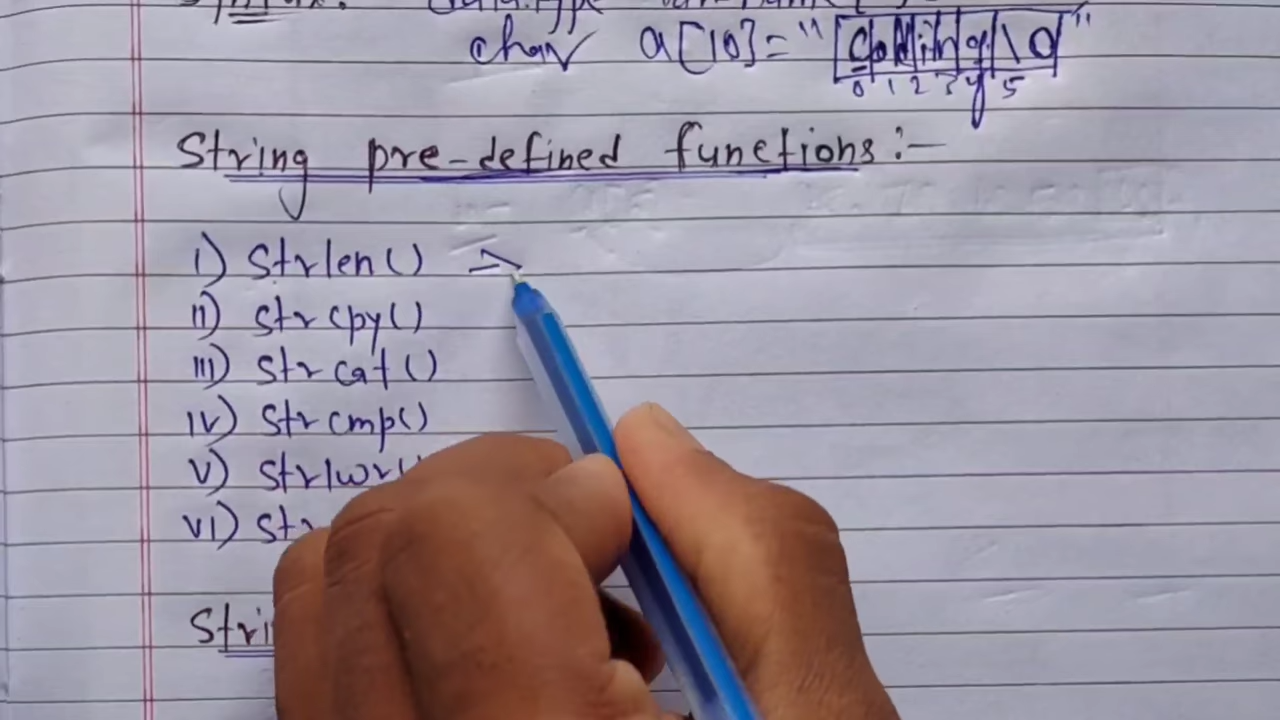 char a[10]="Coding\0"
0 1 2 3 4 5
String pre-defined functions:-
i) Strlen() =>
ii) Strcpy()
iii) Strcat()
iv) Strcmp()
v) Strlwr(
vi) Str
Stri